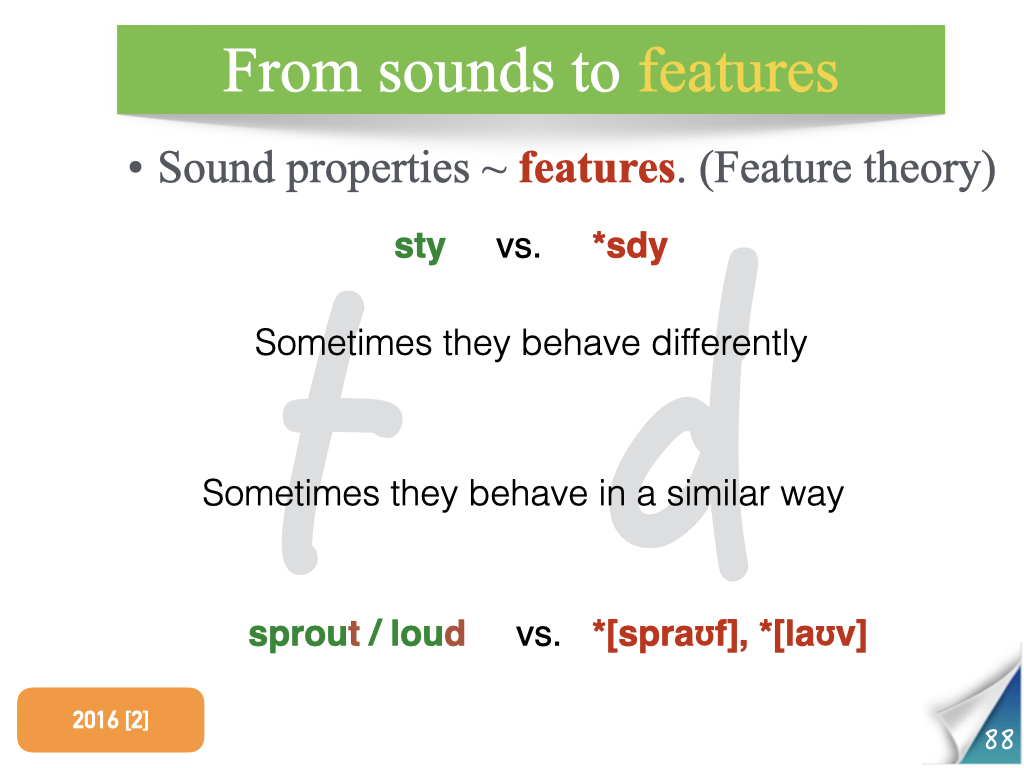 From sounds to features
• Sound properties ~ features. (Feature theory)
sty vs. *sdy
Sometimes they behave differently
t d
Sometimes they behave in a similar way
sprout / loud vs. *[spraʊf], *[laʊv]
2016 [2]
88